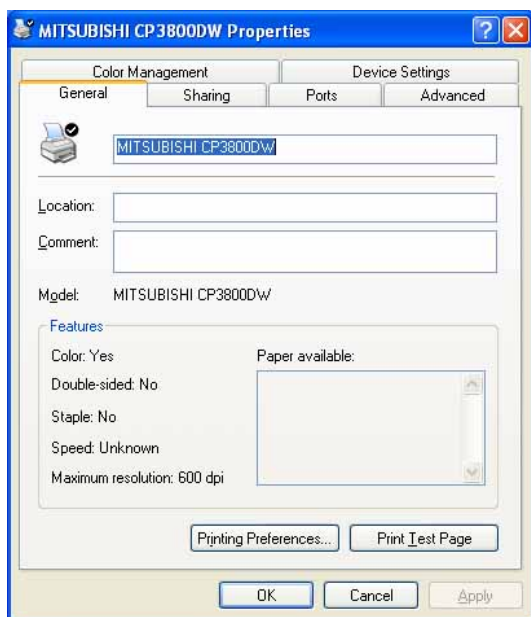 MITSUBISHI CP3800DW Properties
Color Management Device Settings
General Sharing Ports Advanced
MITSUBISHI CP3800DW
Location:
Comment:
Model: MITSUBISHI CP3800DW
Features
Color: Yes Paper available:
Double-sided: No
Staple: No
Speed: Unknown
Maximum resolution: 600 dpi
Printing Preferences... Print Test Page
OK Cancel Apply